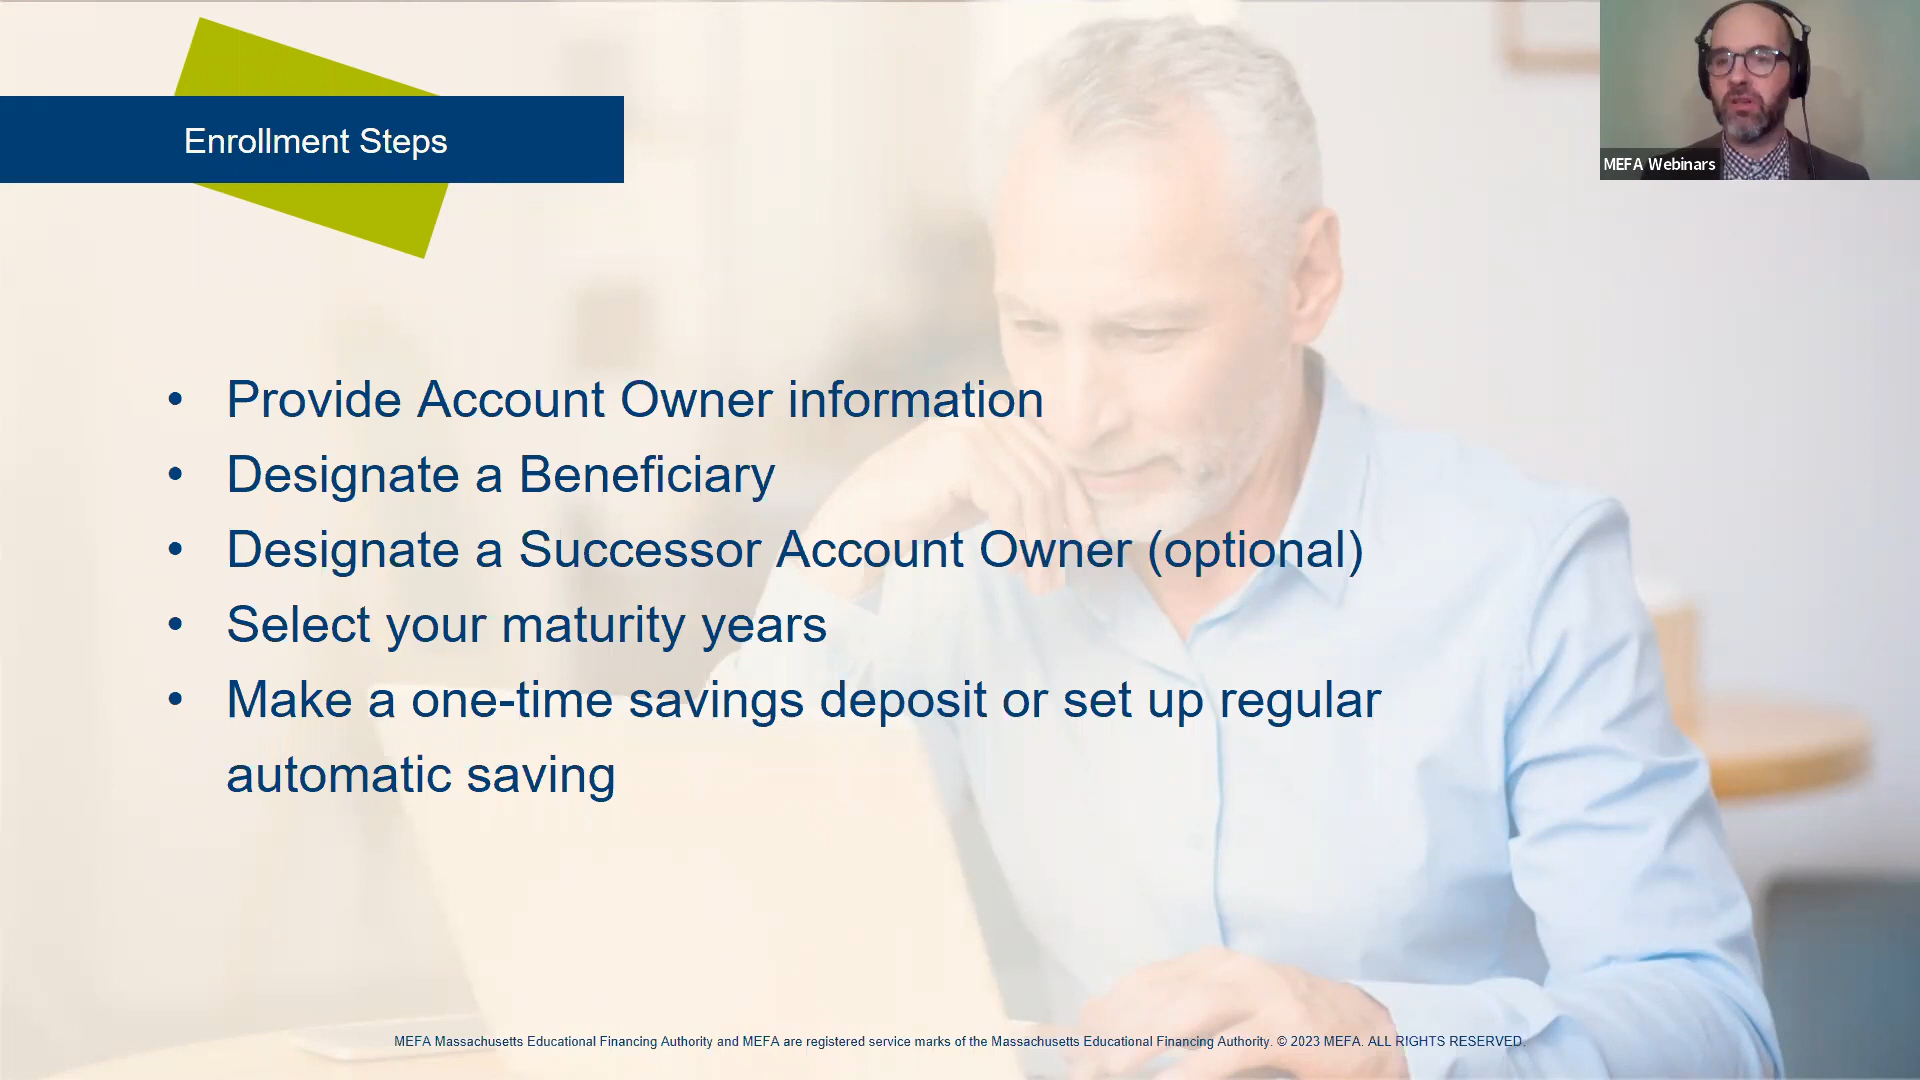 Enrollment Steps
MEFA Webinars
• Provide Account Owner information
• Designate a Beneficiary
• Designate a Successor Account Owner (optional)
• Select your maturity years
• Make a one-time savings deposit or set up regular
automatic saving
MEFA Massachusetts Educational Financing Authority and MEFA are registered service marks of the Massachusetts Educational Financing Authority. © 2023 MEFA. ALL RIGHTS RESERVED.